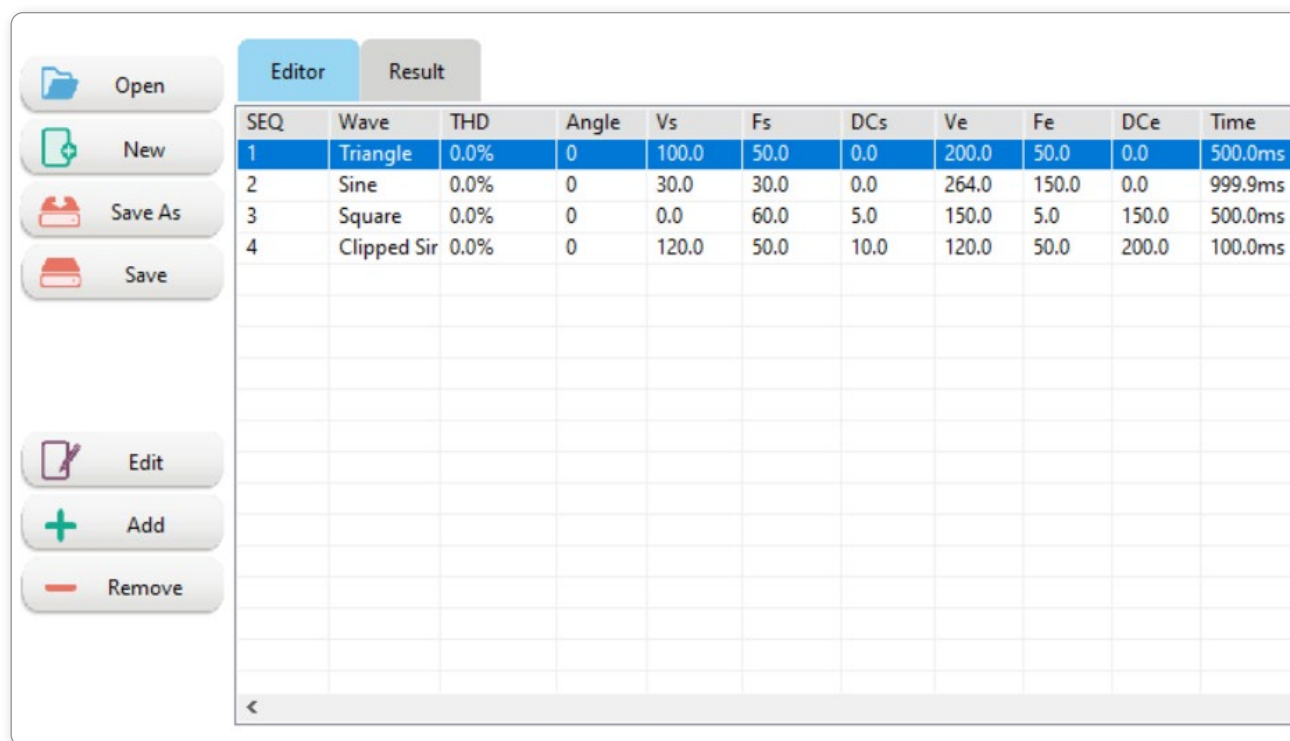 Open
New
Save As
Save
Edit
Add
Remove
Editor Result
SEQ Wave THD Angle Vs Fs DCs Ve Fe DCe Time
1 Triangle 0.0% 0 100.0 50.0 0.0 200.0 50.0 0.0 500.0ms
2 Sine 0.0% 0 30.0 30.0 0.0 264.0 150.0 0.0 999.9ms
3 Square 0.0% 0 0.0 60.0 5.0 150.0 5.0 150.0 500.0ms
4 Clipped Sir 0.0% 0 120.0 50.0 10.0 120.0 50.0 200.0 100.0ms